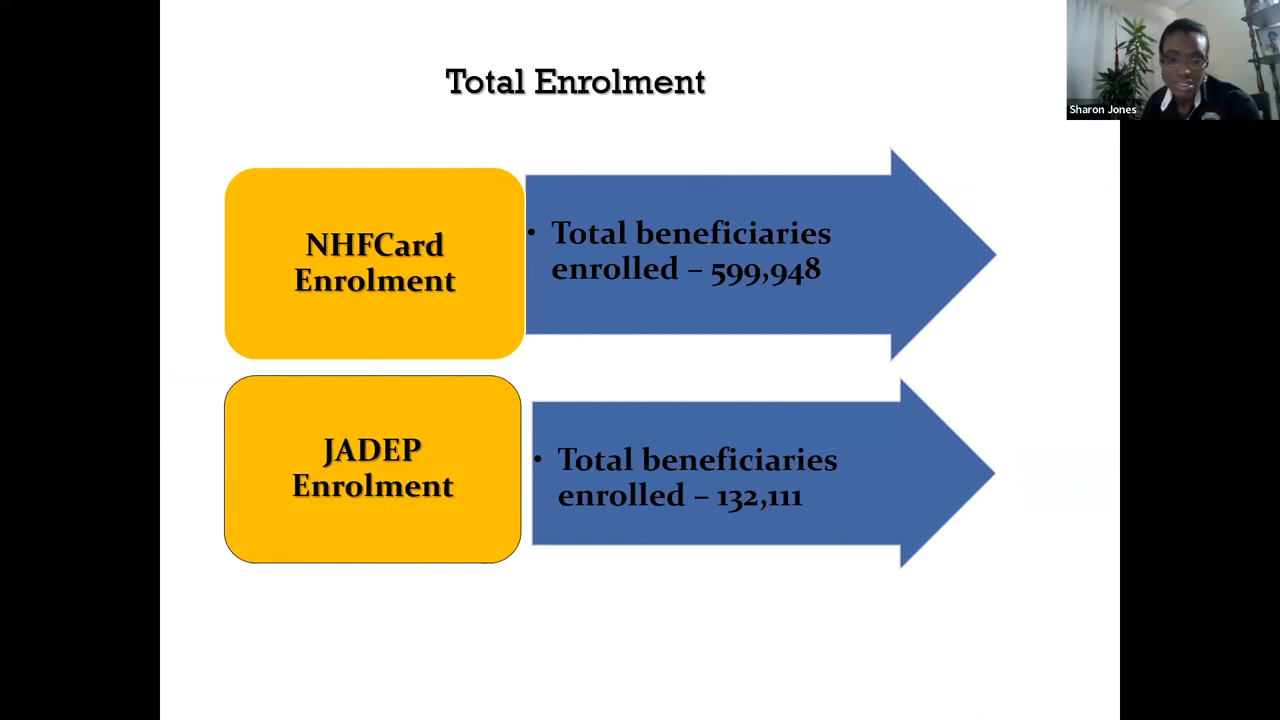 Total Enrolment
Sharon Jones
NHFCard
Enrolment
• Total beneficiaries
enrolled – 599,948
JADEP
Enrolment
• Total beneficiaries
enrolled – 132,111